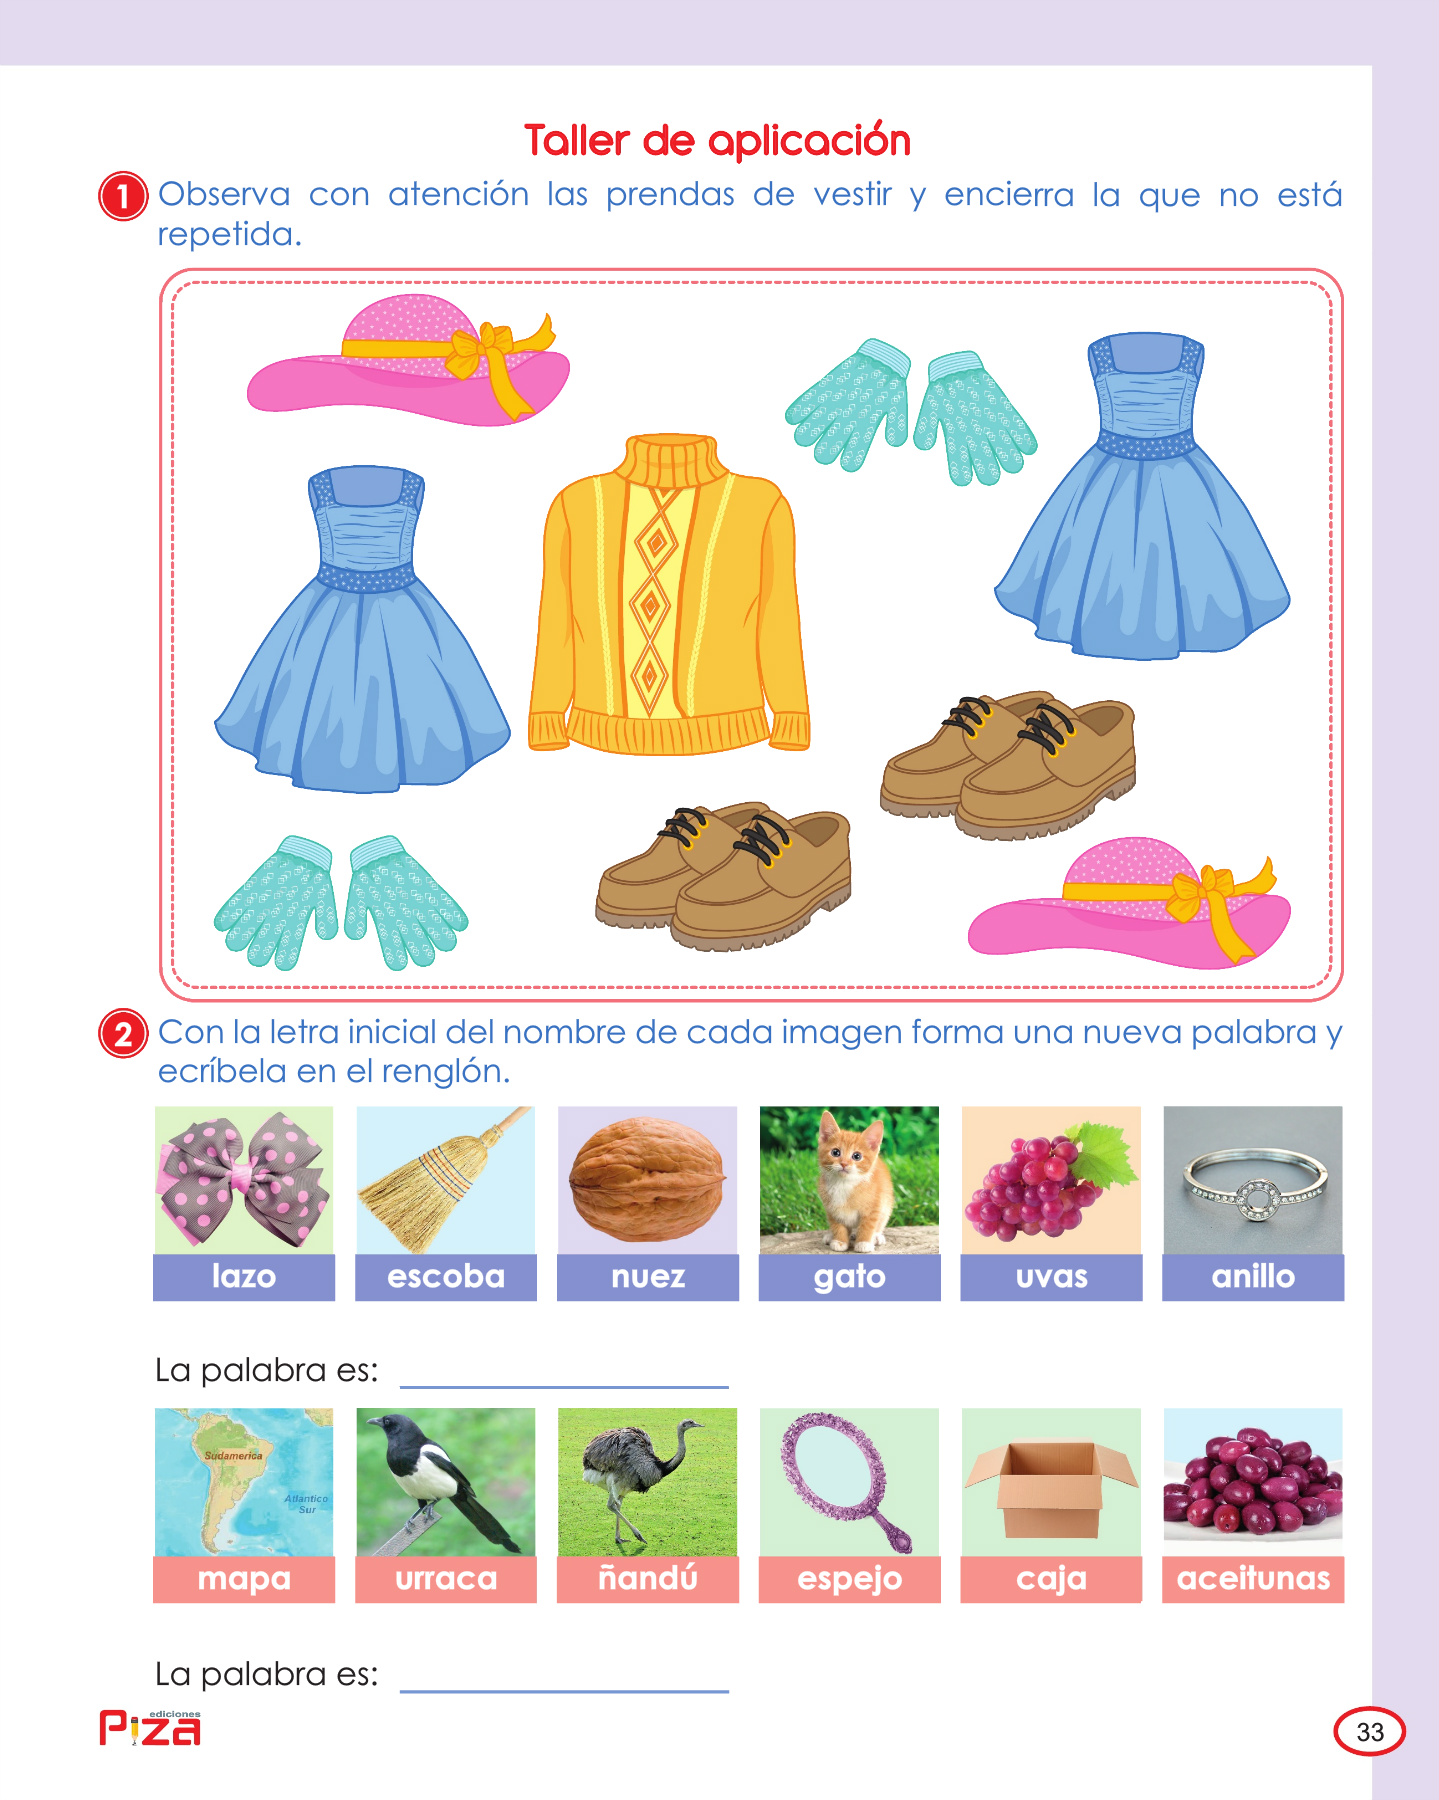 Taller de aplicación
1 Observa con atención las prendas de vestir y encierra la que no está
repetida.
2 Con la letra inicial del nombre de cada imagen forma una nueva palabra y
ecríbela en el renglón.
lazo escoba nuez gato uvas anillo
La palabra es:
Sudamerica
Atlantico
Sur
mapa urraca ñandú espejo caja aceitunas
La palabra es:
ediciones
Piza
33